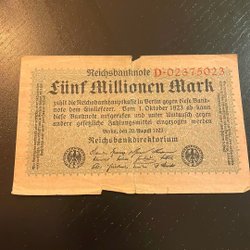 Reichsbanknote D-02375023
Fünf Millionen Mark
zahlt die Reichsbankhauptkasse in Berlin gegen diese Bank-
note dem Einlieferer. Vom 1. Oktober 1923 ab kann
diese Banknote aufgerufen und unter Umtausch gegen
andere gesetzliche Zahlungsmittel eingezogen werden
Berlin, den 20. August 1923
Reichsbankdirektorium